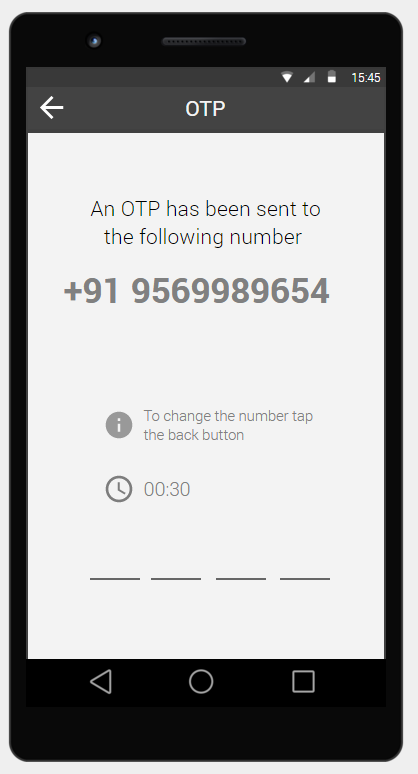 15:45
OTP
An OTP has been sent to
the following number
+91 9569989654
To change the number tap
the back button
00:30